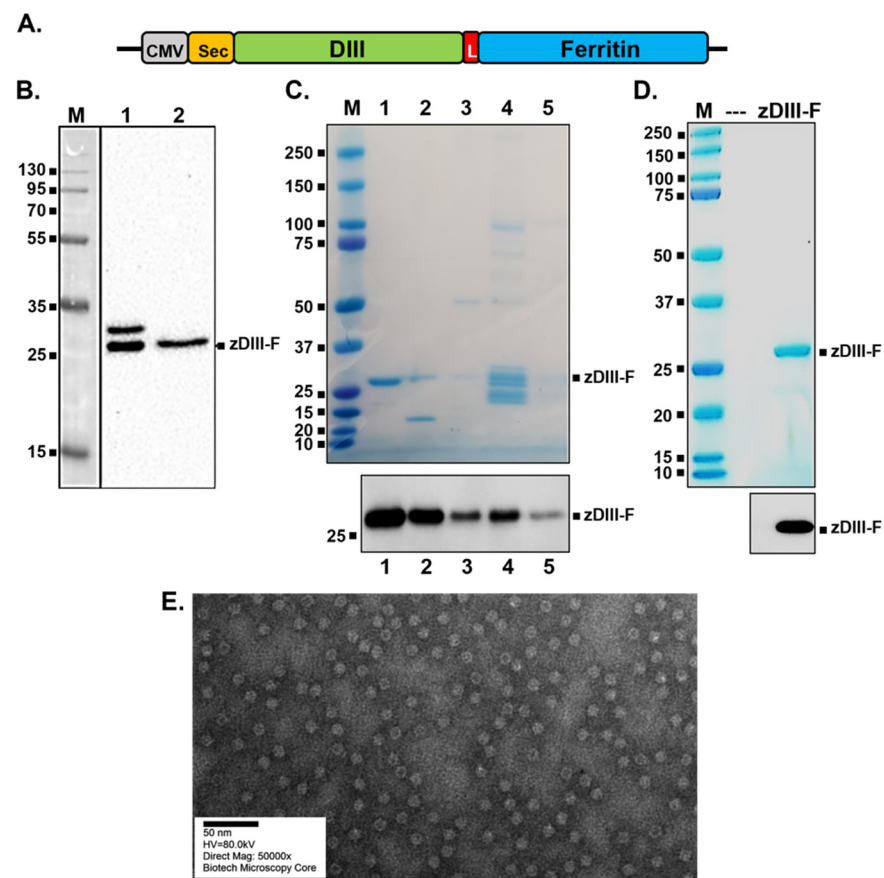 A.
CMV Sec DIII L Ferritin
B.
M 1 2
130
95
70
55
35
25
15
zDIII-F
C.
M 1 2 3 4 5
250
150
100
75
50
37
25
15
20
10
zDIII-F
25
zDIII-F
1 2 3 4 5
D.
M --- zDIII-F
250
150
100
75
50
37
25
20
15
10
zDIII-F
zDIII-F
E.
50 nm
HV=80.0kV
Direct Mag: 50000x
Biotech Microscopy Core